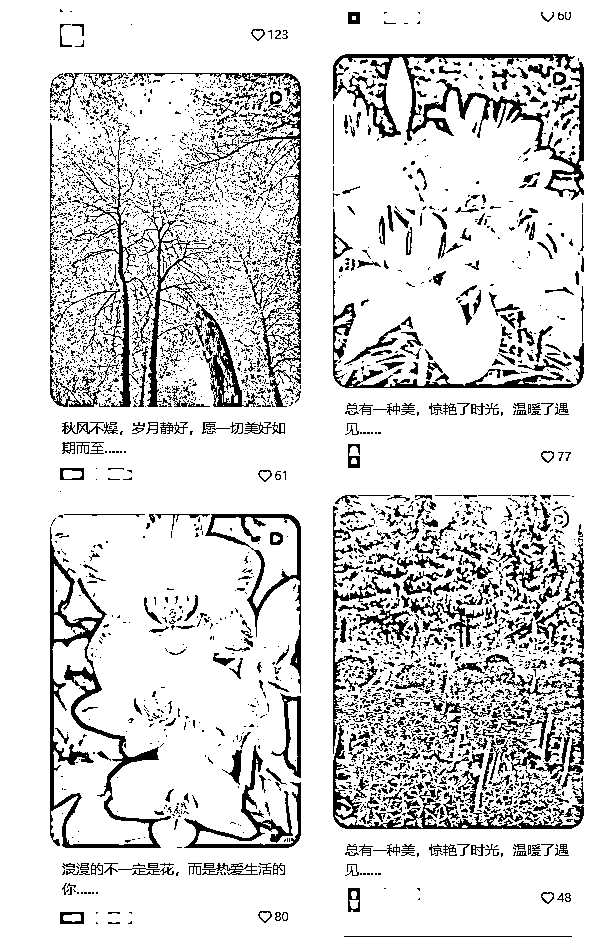 123
60
秋风不燥，岁月静好，愿一切美好如
期而至……
61
总有一种美，惊艳了时光，温暖了遇
见……
77
浪漫的不一定是花，而是热爱生活的
你……
80
总有一种美，惊艳了时光，温暖了遇
见……
48